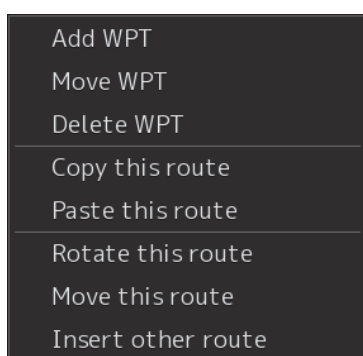 Add WPT
Move WPT
Delete WPT
Copy this route
Paste this route
Rotate this route
Move this route
Insert other route